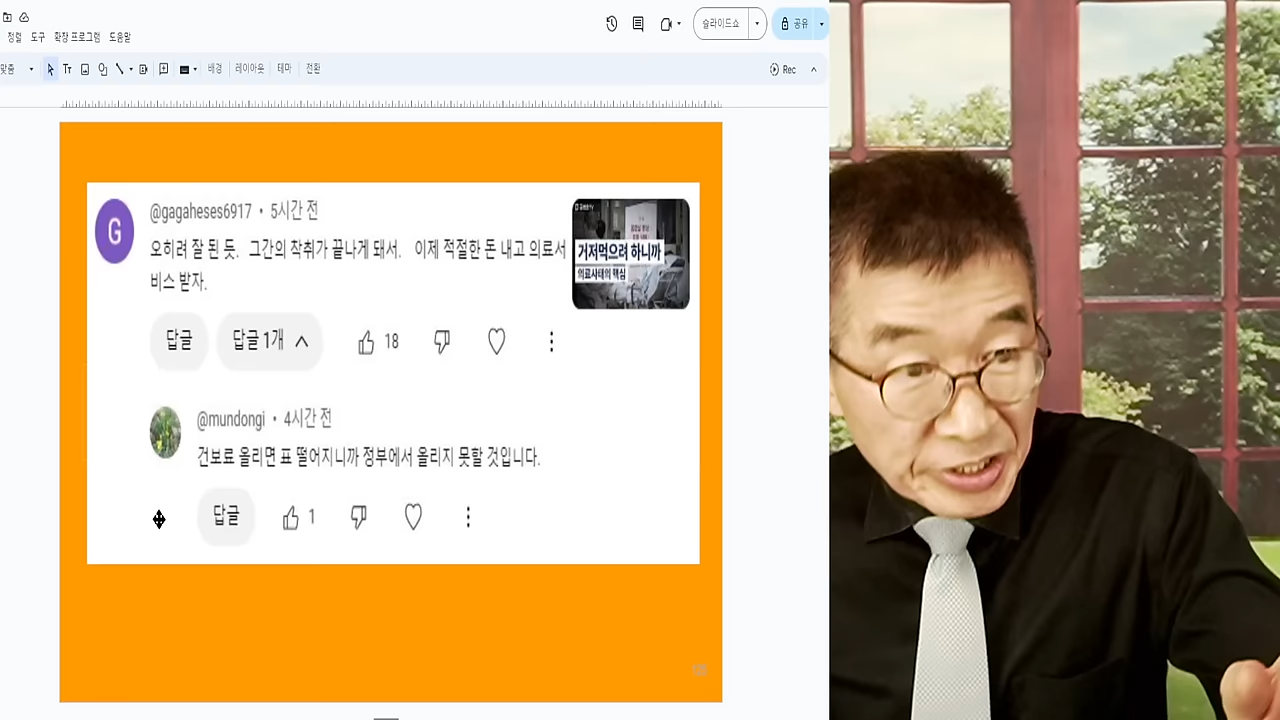 정렬 도구 확장 프로그램 도움말
슬라이드쇼
공유
맞춤
배경 레이아웃 테마 전환
Rec
@gagaheses6917 • 5시간 전
오히려 잘 된 듯. 그간의 착취가 끝나게 돼서. 이제 적절한 돈 내고 의료서
비스 받자.
거저먹으려 하니까
의료사태의 핵심
G
답글
답글 1개
18
@mundongi • 4시간 전
건보료 올리면 표 떨어지니까 정부에서 올리지 못할 것입니다.
답글
1